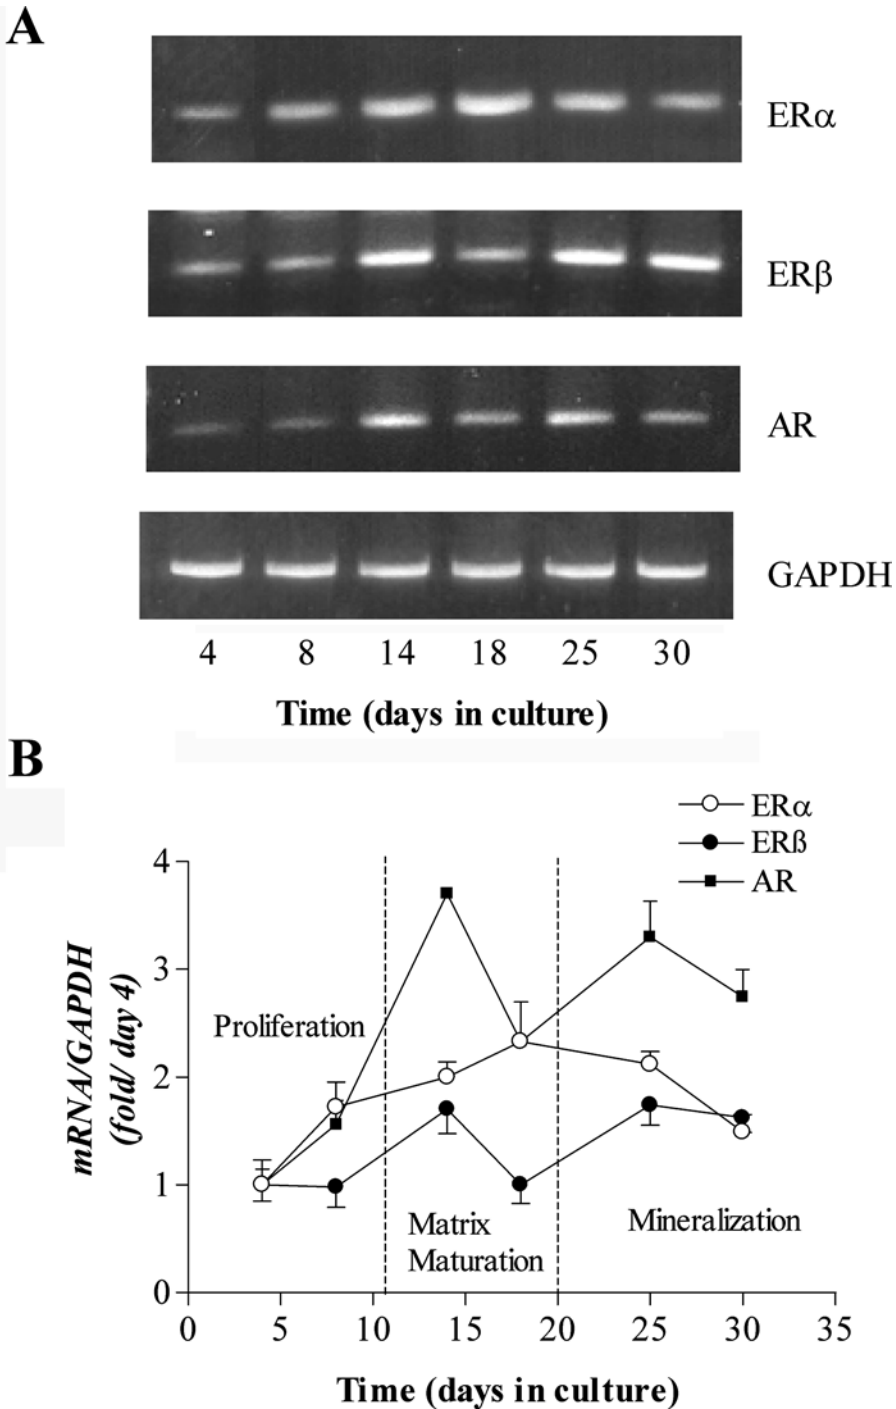 A
ERα
ERβ
AR
GAPDH
4 8 14 18 25 30
Time (days in culture)
B
ERα
ERß
AR
4
3
2
1
0
mRNA/GAPDH
(fold/ day 4)
Proliferation
Matrix
Maturation
Mineralization
0 5 10 15 20 25 30 35
Time (days in culture)